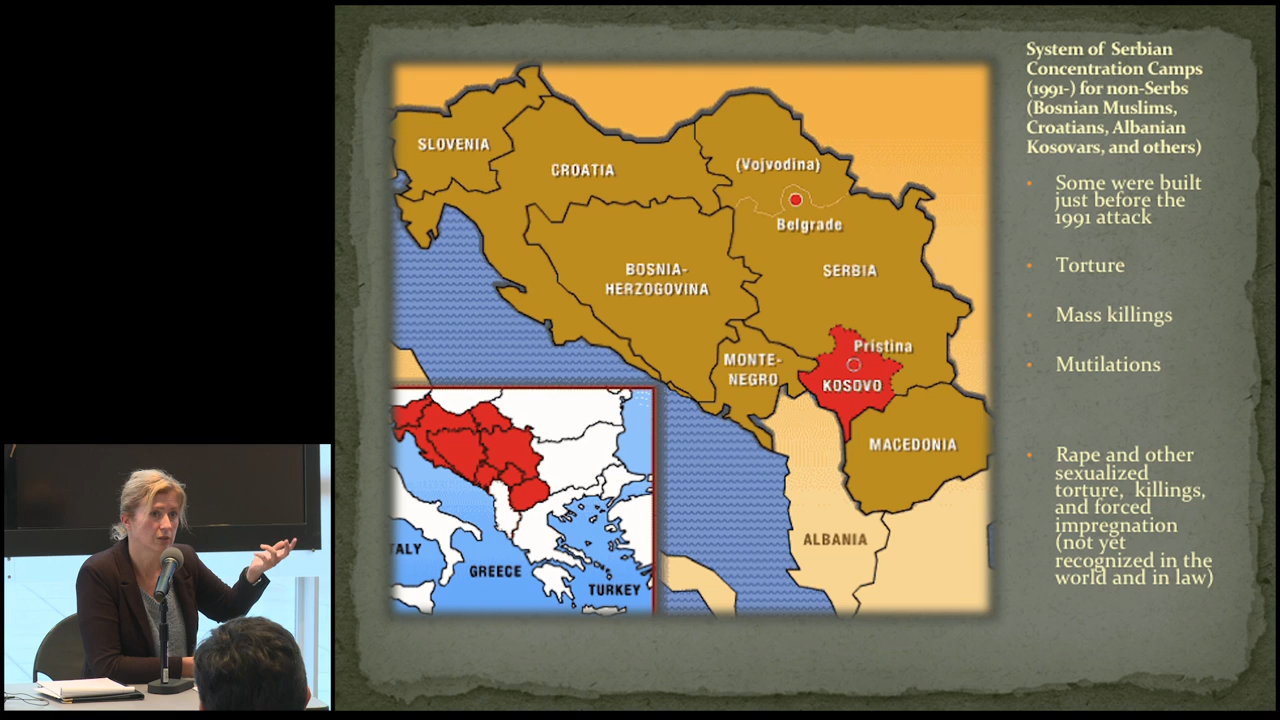 System of Serbian
Concentration Camps
(1991-) for non-Serbs
(Bosnian Muslims,
Croatians, Albanian
Kosovars, and others)
• Some were built
just before the
1991 attack
• Torture
• Mass killings
• Mutilations
• Rape and other
sexualized
torture, killings,
and forced
impregnation
(not yet
recognized in the
world and in law)
SLOVENIA
CROATIA
(Vojvodina)
Belgrade
BOSNIA-
HERZOGOVINA
SERBIA
MONTE-
NEGRO
Pristina
KOSOVO
MACEDONIA
ALBANIA
TALY
GREECE
TURKEY